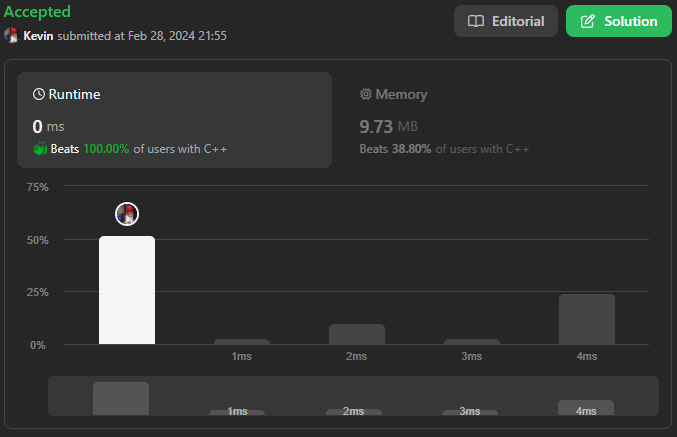 Accepted
Editorial
Solution
Kevin submitted at Feb 28, 2024 21:55
Runtime
Memory
0 ms
9.73 MB
Beats 100.00% of users with C++
Beats 38.80% of users with C++
75%
50%
25%
0%
1ms 2ms 3ms 4ms
1ms 2ms 3ms 4ms